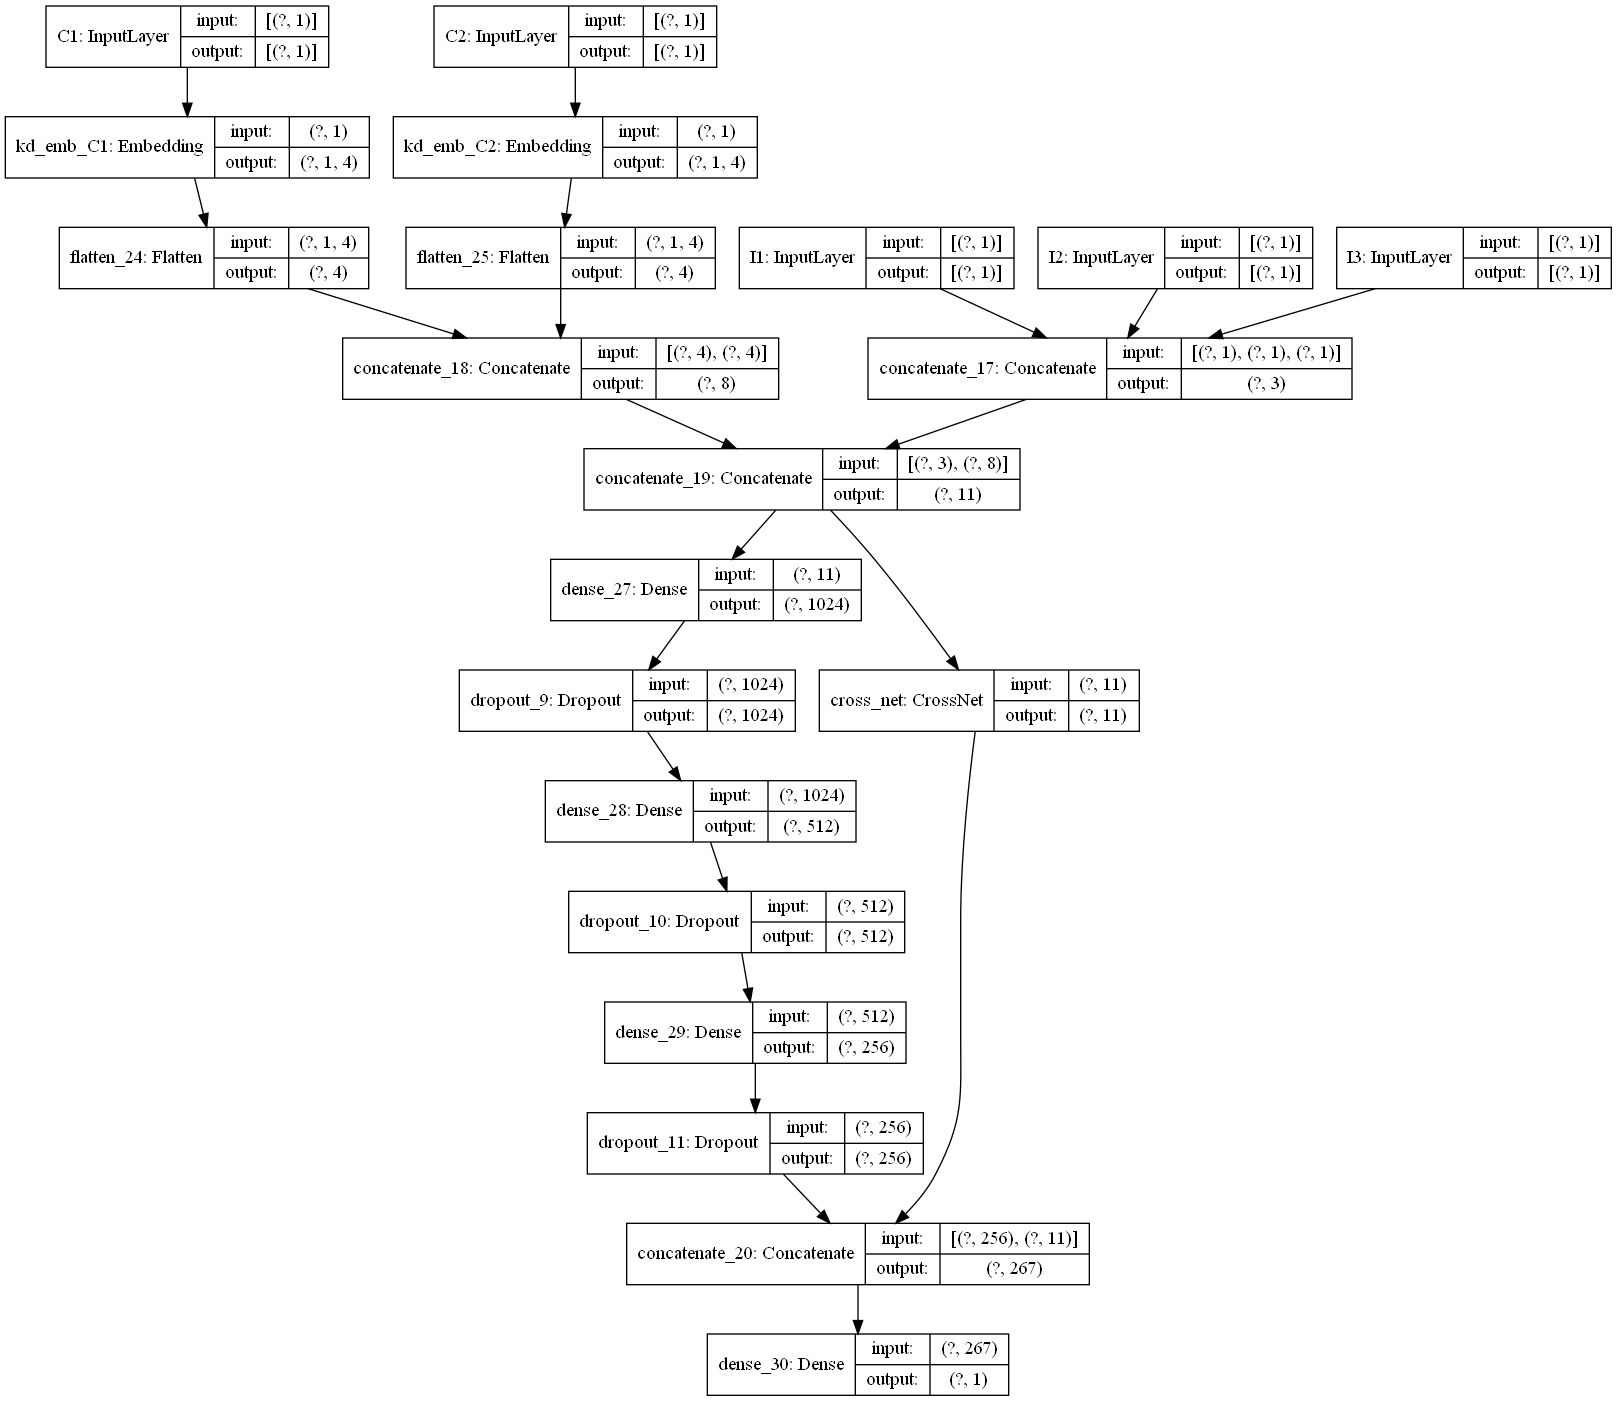 C1: InputLayer
input: [(?, 1)]
output: [(?, 1)]
C2: InputLayer
input: [(?, 1)]
output: [(?, 1)]
kd_emb_C1: Embedding
input: (?, 1)
output: (?, 1, 4)
kd_emb_C2: Embedding
input: (?, 1)
output: (?, 1, 4)
flatten_24: Flatten
input: (?, 1, 4)
output: (?, 4)
flatten_25: Flatten
input: (?, 1, 4)
output: (?, 4)
I1: InputLayer
input: [(?, 1)]
output: [(?, 1)]
I2: InputLayer
input: [(?, 1)]
output: [(?, 1)]
I3: InputLayer
input: [(?, 1)]
output: [(?, 1)]
concatenate_18: Concatenate
input: [(?, 4), (?, 4)]
output: (?, 8)
concatenate_17: Concatenate
input: [(?, 1), (?, 1), (?, 1)]
output: (?, 3)
concatenate_19: Concatenate
input: [(?, 3), (?, 8)]
output: (?, 11)
dense_27: Dense
input: (?, 11)
output: (?, 1024)
dropout_9: Dropout
input: (?, 1024)
output: (?, 1024)
cross_net: CrossNet
input: (?, 11)
output: (?, 11)
dense_28: Dense
input: (?, 1024)
output: (?, 512)
dropout_10: Dropout
input: (?, 512)
output: (?, 512)
dense_29: Dense
input: (?, 512)
output: (?, 256)
dropout_11: Dropout
input: (?, 256)
output: (?, 256)
concatenate_20: Concatenate
input: [(?, 256), (?, 11)]
output: (?, 267)
dense_30: Dense
input: (?, 267)
output: (?, 1)